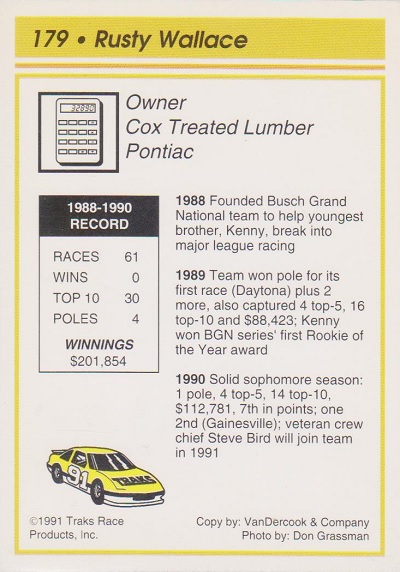 179 • Rusty Wallace
32890
Owner
Cox Treated Lumber
Pontiac
1988-1990
RECORD
RACES 61
WINS 0
TOP 10 30
POLES 4
WINNINGS
$201,854
1988 Founded Busch Grand
National team to help youngest
brother, Kenny, break into
major league racing
1989 Team won pole for its
first race (Daytona) plus 2
more, also captured 4 top-5, 16
top-10 and $88,423; Kenny
won BGN series' first Rookie of
the Year award
1990 Solid sophomore season:
1 pole, 4 top-5, 14 top-10,
$112,781, 7th in points; one
2nd (Gainesville); veteran crew
chief Steve Bird will join team
in 1991
91
TRAKS
©1991 Traks Race
Products, Inc.
Copy by: VanDercook & Company
Photo by: Don Grassman